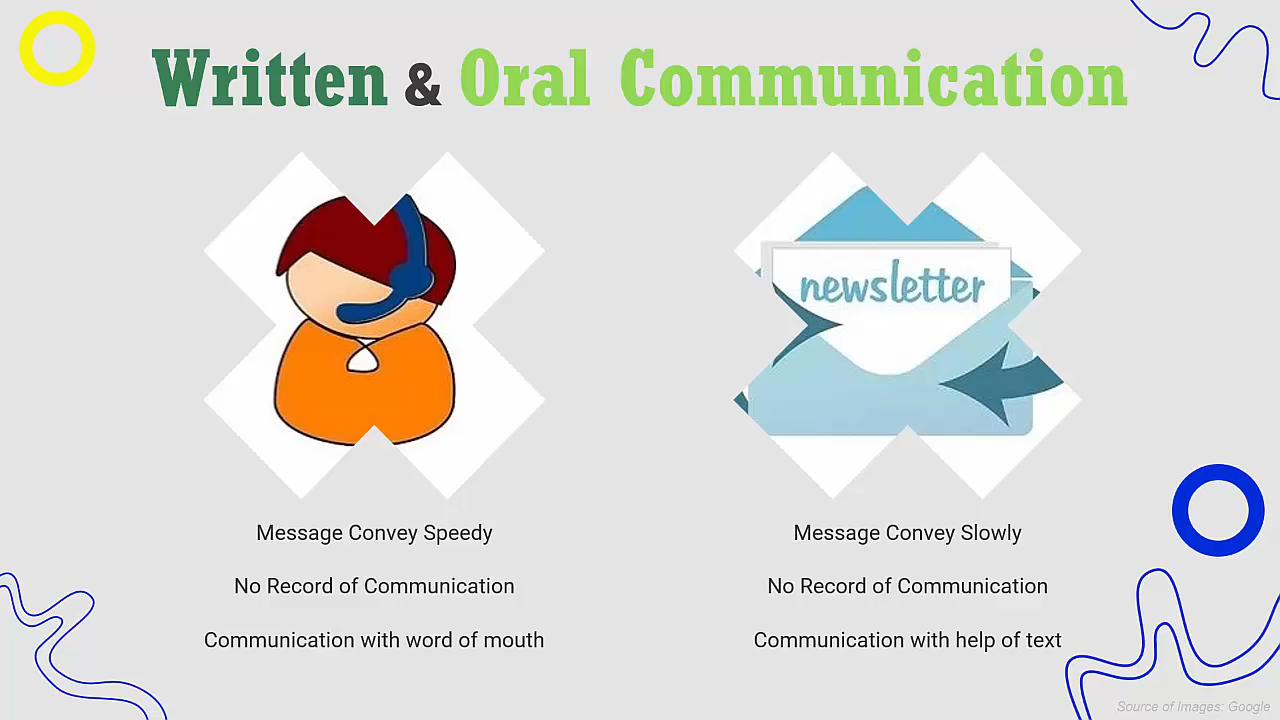 Written & Oral Communication
newsletter
Message Convey Speedy
No Record of Communication
Communication with word of mouth
Message Convey Slowly
No Record of Communication
Communication with help of text
Source of Images: Google